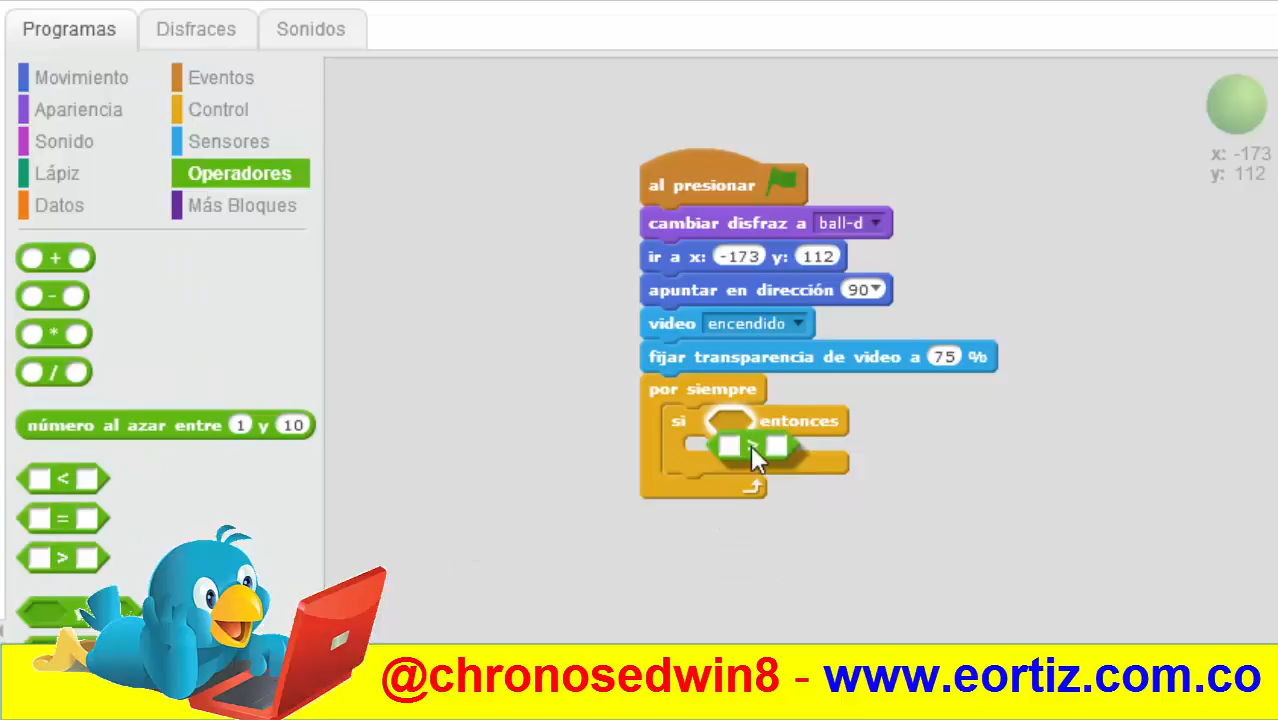 Programas Disfraces Sonidos
Movimiento Eventos
Apariencia Control
Sonido Sensores
Lápiz Operadores
Datos Más Bloques
+
-
*
/
número al azar entre 1 y 10
<
=
>
al presionar
cambiar disfraz a ball-d
ir a x: -173 y: 112
apuntar en dirección 90
video encendido
fijar transparencia de video a 75 %
por siempre
si entonces
x: -173
y: 112
@chronosedwin8 - www.eortiz.com.co